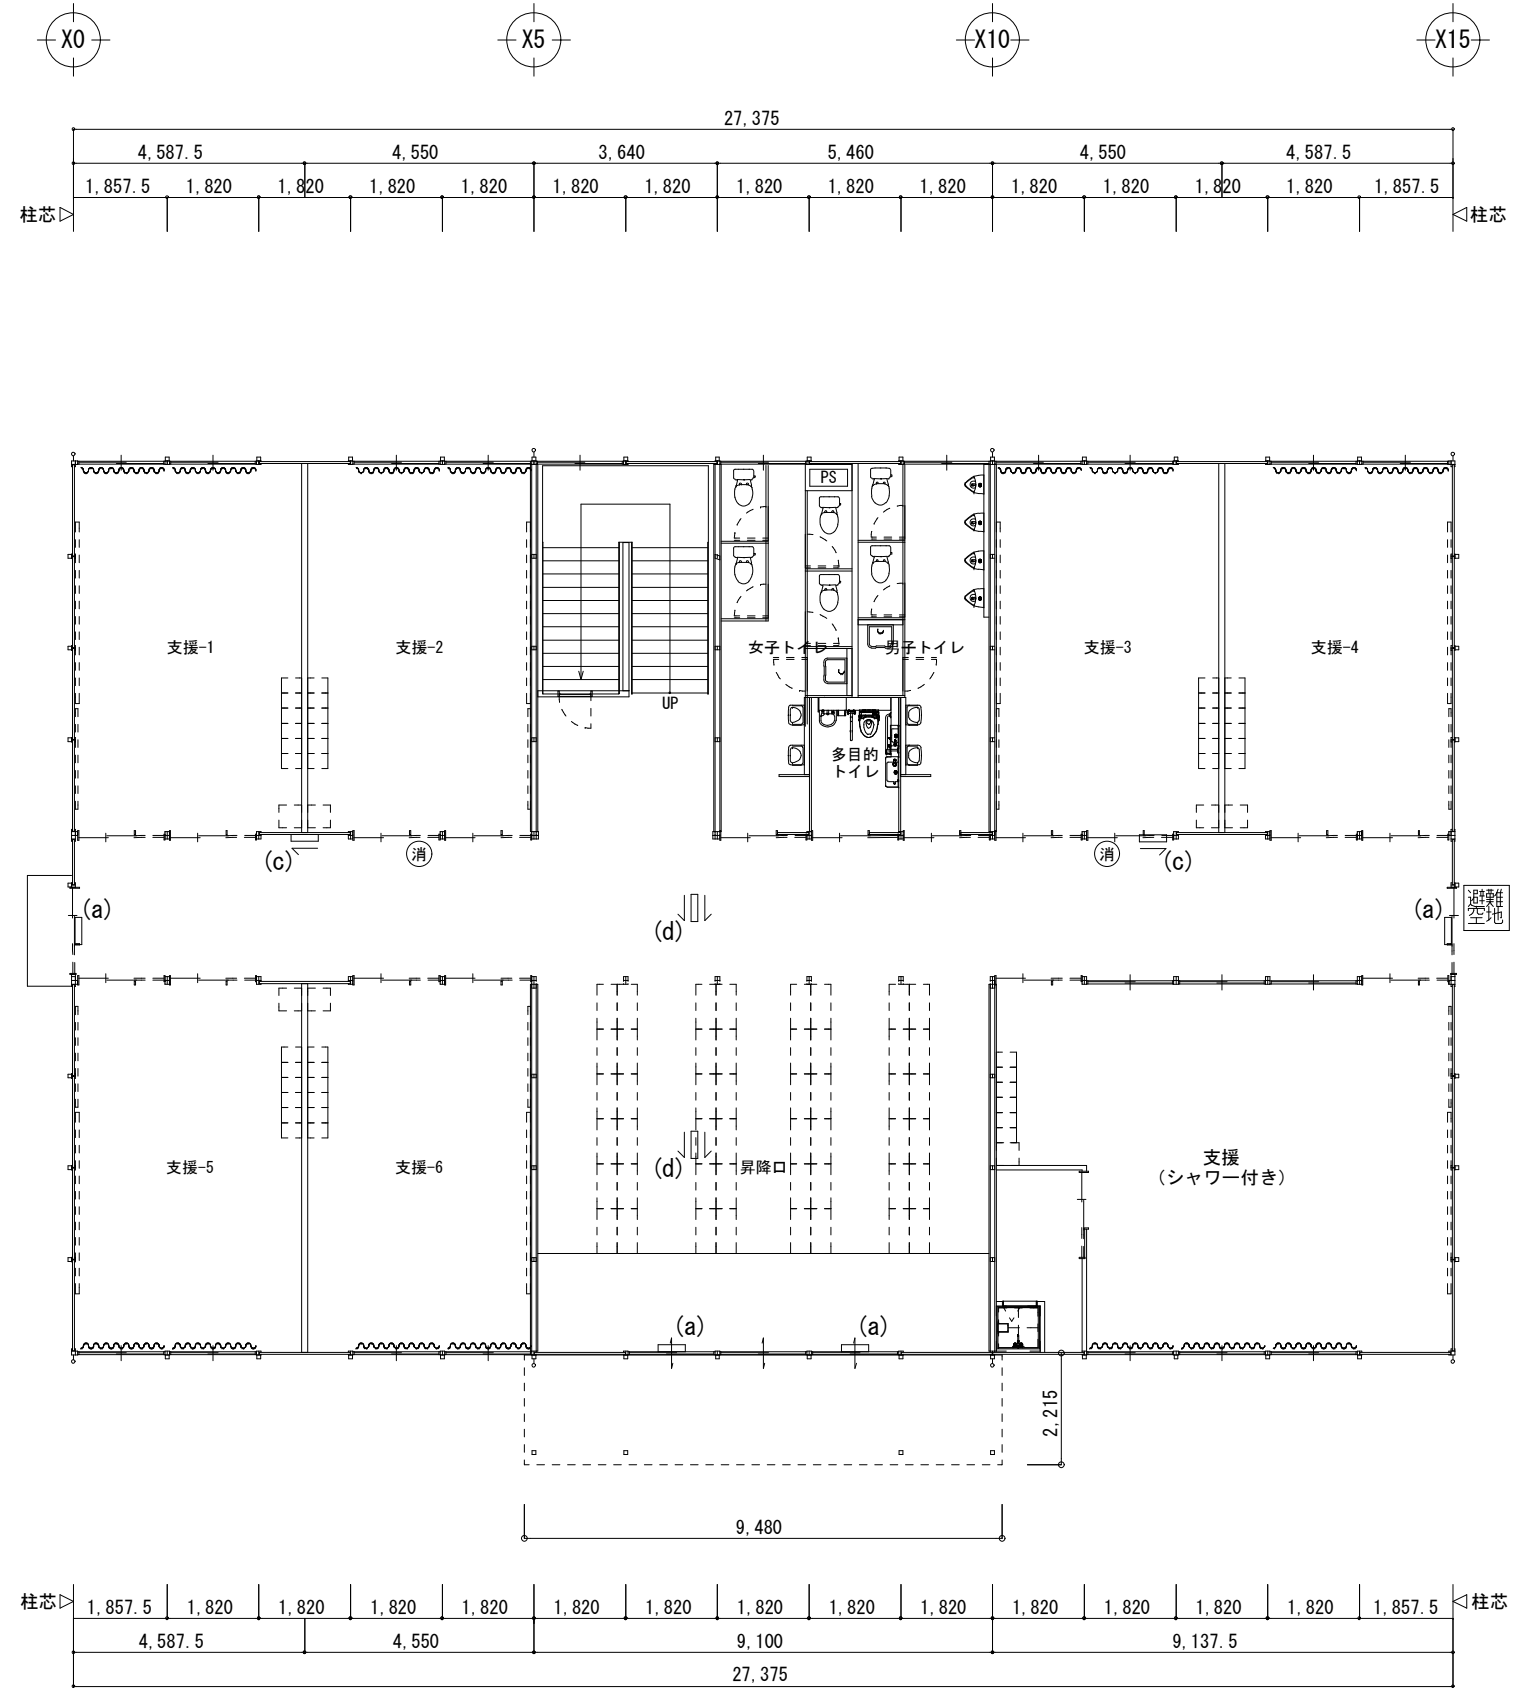 X0 X5 X10 X15
27,375
4,587.5 4,550 3,640 5,460 4,550 4,587.5
1,857.5 1,820 1,820 1,820 1,820 1,820 1,820 1,820 1,820 1,820 1,820 1,820 1,820 1,820 1,857.5
柱芯 柱芯
PS
支援-1 支援-2 女子トイレ 男子トイレ 支援-3 支援-4
UP
多目的
トイレ
(c) 消 消 (c)
(a) (a) 避難
空地
(d)
支援-5 支援-6 (d) 昇降口 支援
(シャワー付き)
(a) (a)
2,215
9,480
柱芯 柱芯
1,857.5 1,820 1,820 1,820 1,820 1,820 1,820 1,820 1,820 1,820 1,820 1,820 1,820 1,820 1,857.5
4,587.5 4,550 9,100 9,137.5
27,375